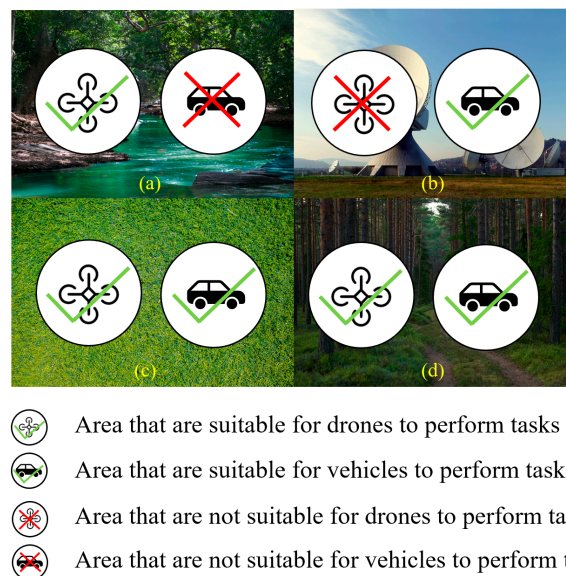 (a)
(b)
(c)
(d)
Area that are suitable for drones to perform tasks
Area that are suitable for vehicles to perform task
Area that are not suitable for drones to perform ta
Area that are not suitable for vehicles to perform t